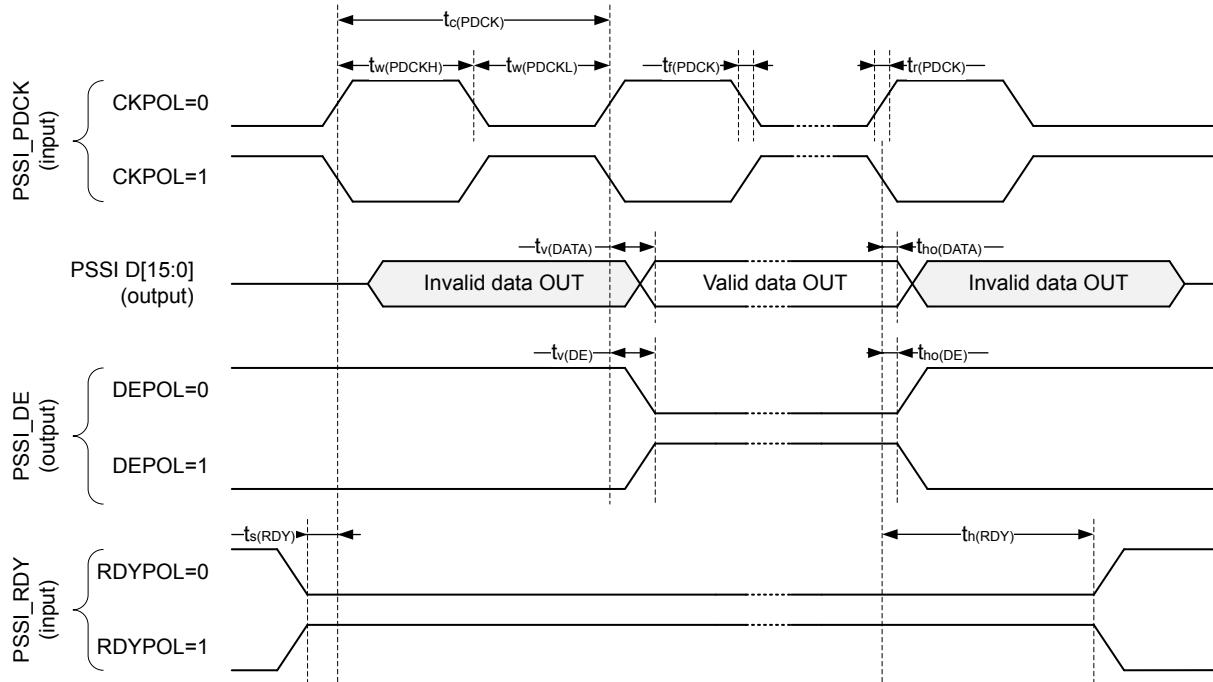 tc(PDCK)
tw(PDCKH) tw(PDCKL) tf(PDCK) tr(PDCK)
PSSI_PDCK
(input)
CKPOL=0
CKPOL=1
tv(DATA) tho(DATA)
PSSI D[15:0]
(output)
Invalid data OUT Valid data OUT Invalid data OUT
tv(DE) tho(DE)
PSSI_DE
(output)
DEPOL=0
DEPOL=1
ts(RDY) th(RDY)
PSSI_RDY
(input)
RDYPOL=0
RDYPOL=1